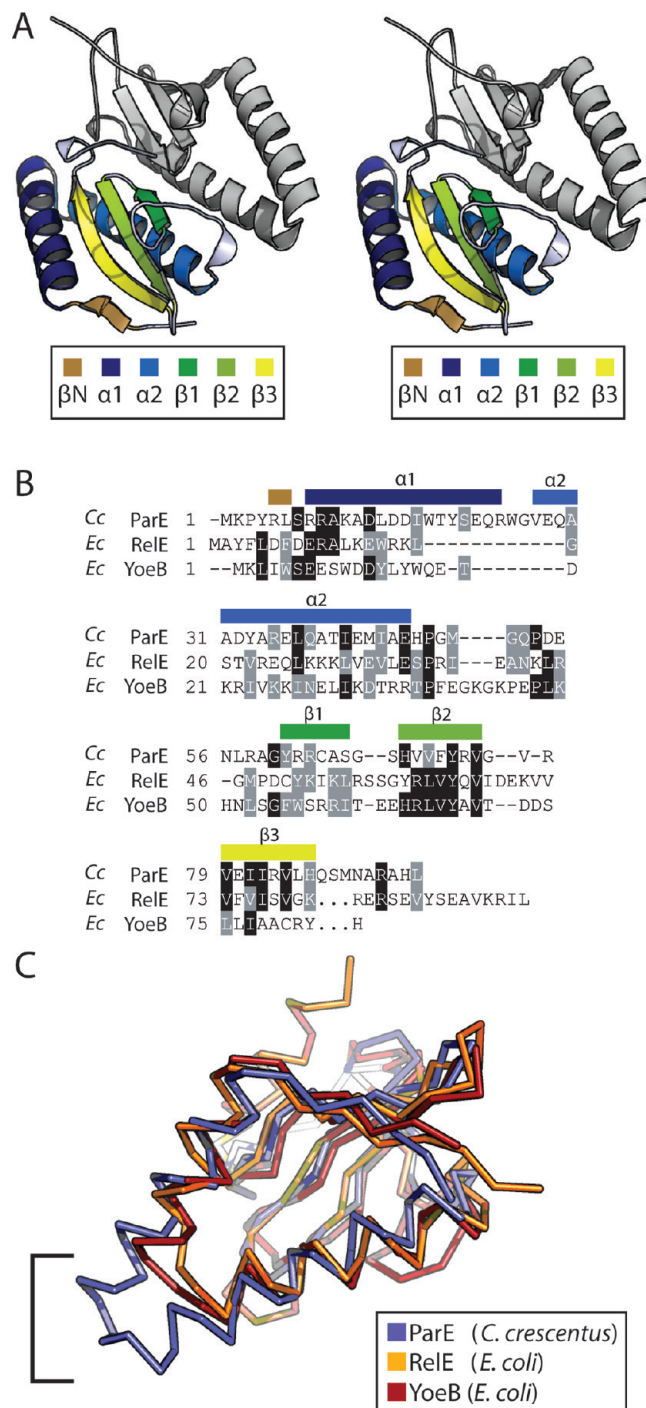 A
βN α1 α2 β1 β2 β3 βN α1 α2 β1 β2 β3
B
α1 α2
Cc ParE 1 -MKPYRLSRRAKADLDDIWTYSEQRWGVEQA
Ec RelE 1 MAYFLDFDERALKEWRKL-------------G
Ec YoeB 1 --MKLIWSEESWDDYLYWQE-T---------D
α2
Cc ParE 31 ADYARELQATIEMIAEHPGM----GQPDE
Ec RelE 20 STVREQLKKKLVEVLESPRI---EANKLR
Ec YoeB 21 KRIVKKINELIKDTRRTPFEGKGKPEPLK
β1 β2
Cc ParE 56 NLRAGYRRCASG--SHVVFYRVG-V-R
Ec RelE 46 -GMPDCYKIKLRSSGYRLVYQVIDEKVV
Ec YoeB 50 HNLSGFWSRRIT-EEHRLVYAVT--DDS
β3
Cc ParE 79 VEIIRVLHQSMNARAHL
Ec RelE 73 VFVISVGK...RERSEVYSEAVKRIL
Ec YoeB 75 LLIAACRY...H
C
ParE (C. crescentus)
RelE (E. coli)
YoeB (E. coli)